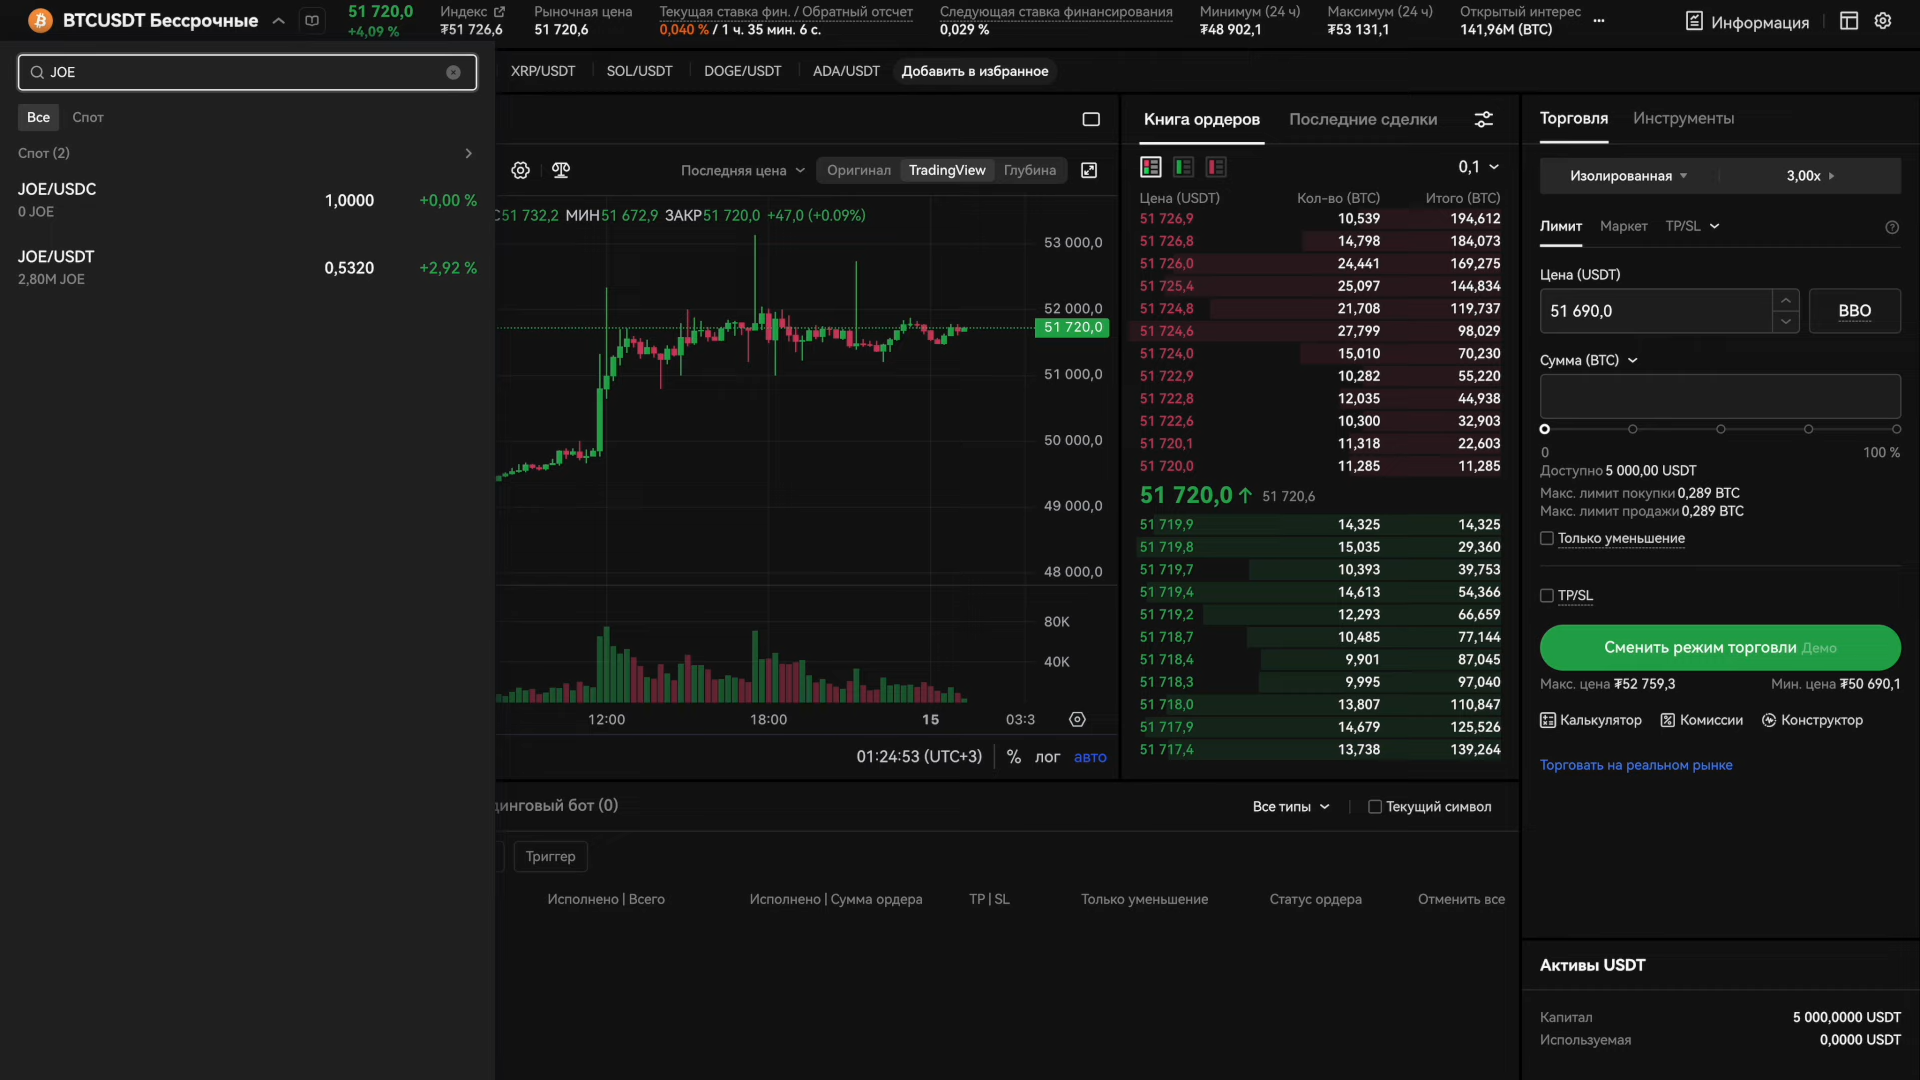 BTCUSDT Бессрочные
51 720,0
+4,09 %
Индекс
₮51 726,6
Рыночная цена
51 720,6
Текущая ставка фин. / Обратный отсчет
0,040 % / 1 ч. 35 мин. 6 с.
Следующая ставка финансирования
0,029 %
Минимум (24 ч)
₮48 902,1
Максимум (24 ч)
₮53 131,1
Открытый интерес
141,96M (BTC)
Информация
JOE
Все
Спот
Спот (2)
JOE/USDC
0 JOE
1,0000
+0,00 %
JOE/USDT
2,80M JOE
0,5320
+2,92 %
XRP/USDT
SOL/USDT
DOGE/USDT
ADA/USDT
Добавить в избранное
Последняя цена
Оригинал
TradingView
Глубина
51 732,2 МИН51 672,9 ЗАКР51 720,0 +47,0 (+0.09%)
53 000,0
52 000,0
51 720,0
51 000,0
50 000,0
49 000,0
48 000,0
80K
40K
12:00
18:00
15
03:3
01:24:53 (UTC+3)
%
лог
авто
Книга ордеров
Последние сделки
0,1
Цена (USDT) Кол-во (BTC) Итого (BTC)
51 726,9 10,539 194,612
51 726,8 14,798 184,073
51 726,0 24,441 169,275
51 725,4 25,097 144,834
51 724,8 21,708 119,737
51 724,6 27,799 98,029
51 724,0 15,010 70,230
51 722,9 10,282 55,220
51 722,8 12,035 44,938
51 722,6 10,300 32,903
51 720,1 11,318 22,603
51 720,0 11,285 11,285
51 720,0 51 720,6
51 719,9 14,325 14,325
51 719,8 15,035 29,360
51 719,7 10,393 39,753
51 719,4 14,613 54,366
51 719,2 12,293 66,659
51 718,7 10,485 77,144
51 718,4 9,901 87,045
51 718,3 9,995 97,040
51 718,0 13,807 110,847
51 717,9 14,679 125,526
51 717,4 13,738 139,264
Торговля
Инструменты
Изолированная
3,00x
Лимит
Маркет
TP/SL
Цена (USDT)
51 690,0
BBO
Сумма (BTC)
0
100 %
Доступно 5 000,00 USDT
Макс. лимит покупки 0,289 BTC
Макс. лимит продажи 0,289 BTC
Только уменьшение
TP/SL
Сменить режим торговли Демо
Макс. цена ₮52 759,3
Мин. цена ₮50 690,1
Калькулятор
Комиссии
Конструктор
Торговать на реальном рынке
динговый бот (0)
Все типы
Текущий символ
Триггер
Исполнено | Всего
Исполнено | Сумма ордера
TP | SL
Только уменьшение
Статус ордера
Отменить все
Активы USDT
Капитал
5 000,0000 USDT
Используемая
0,0000 USDT